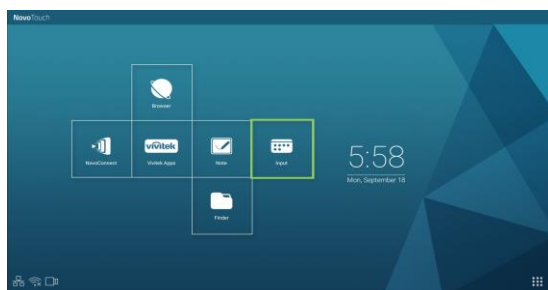 NovoTouch
Browser
NovoConnect
vivitek
Vivitek Apps
Note
Input
5:58
Mon, September 18
Finder